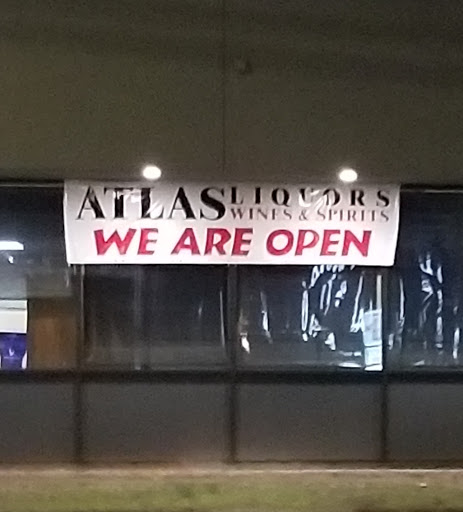 ATLAS LIQUORS
WINES & SPIRITS
WE ARE OPEN